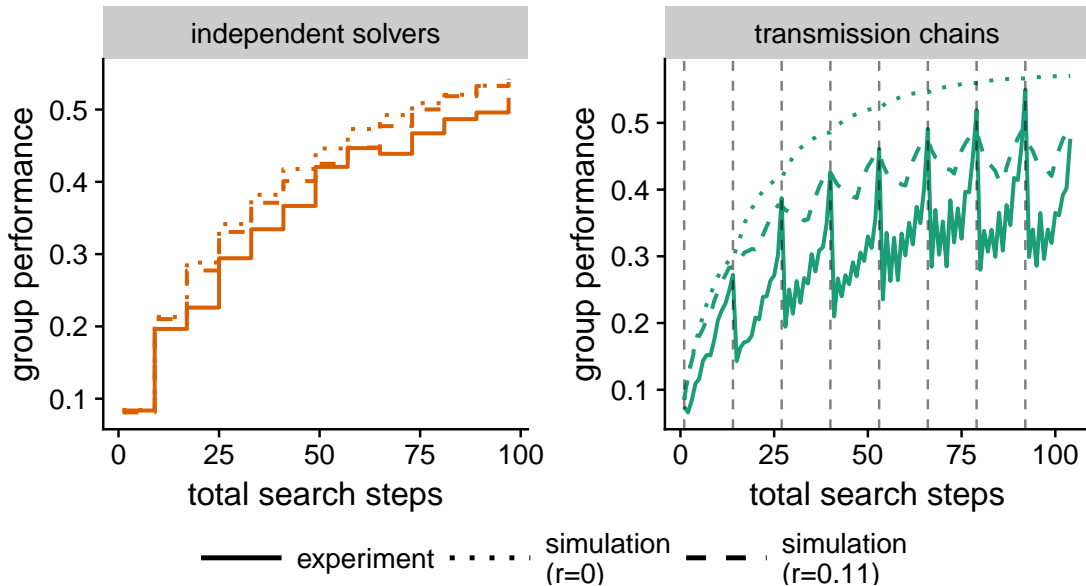 independent solvers
transmission chains
group performance
0.5
0.4
0.3
0.2
0.1
0 25 50 75 100
total search steps
group performance
0.5
0.4
0.3
0.2
0.1
0 25 50 75 100
total search steps
experiment
simulation
(r=0)
simulation
(r=0.11)